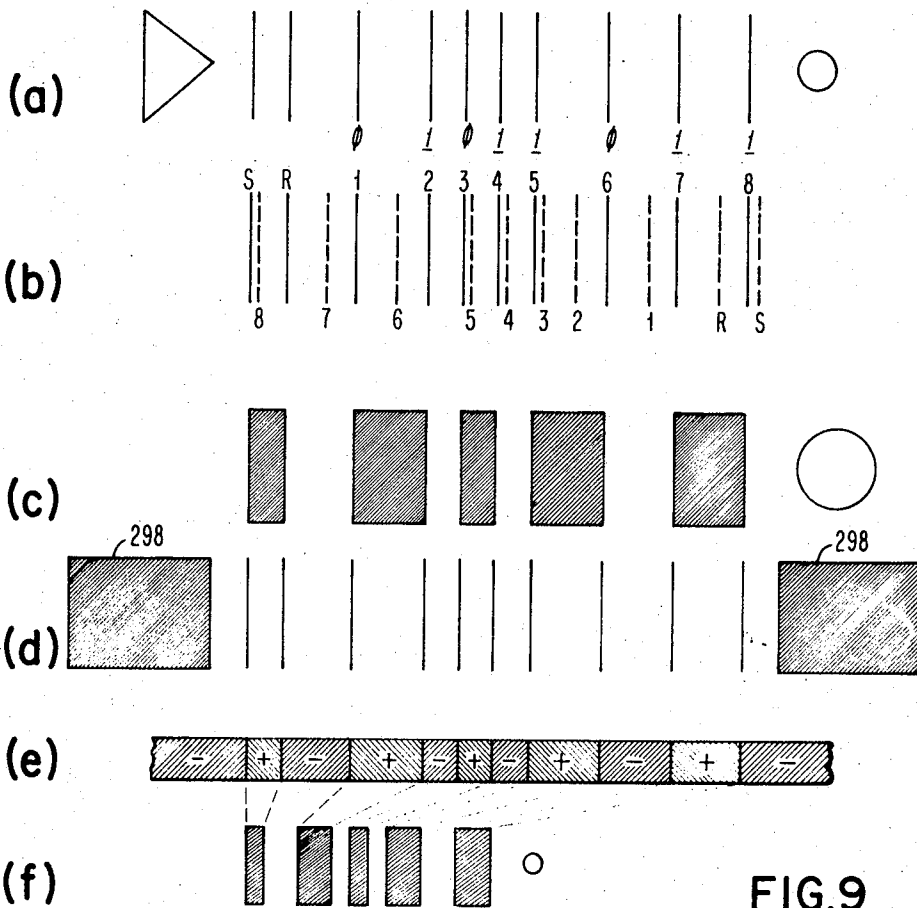 (a)
ø 1 ø 1 1 ø 1 1
S R 1 2 3 4 5 6 7 8
(b)
8 7 6 5 4 3 2 1 R S
(c)
298 298
(d)
(e) - + - + - + - + - + -
(f)
FIG.9